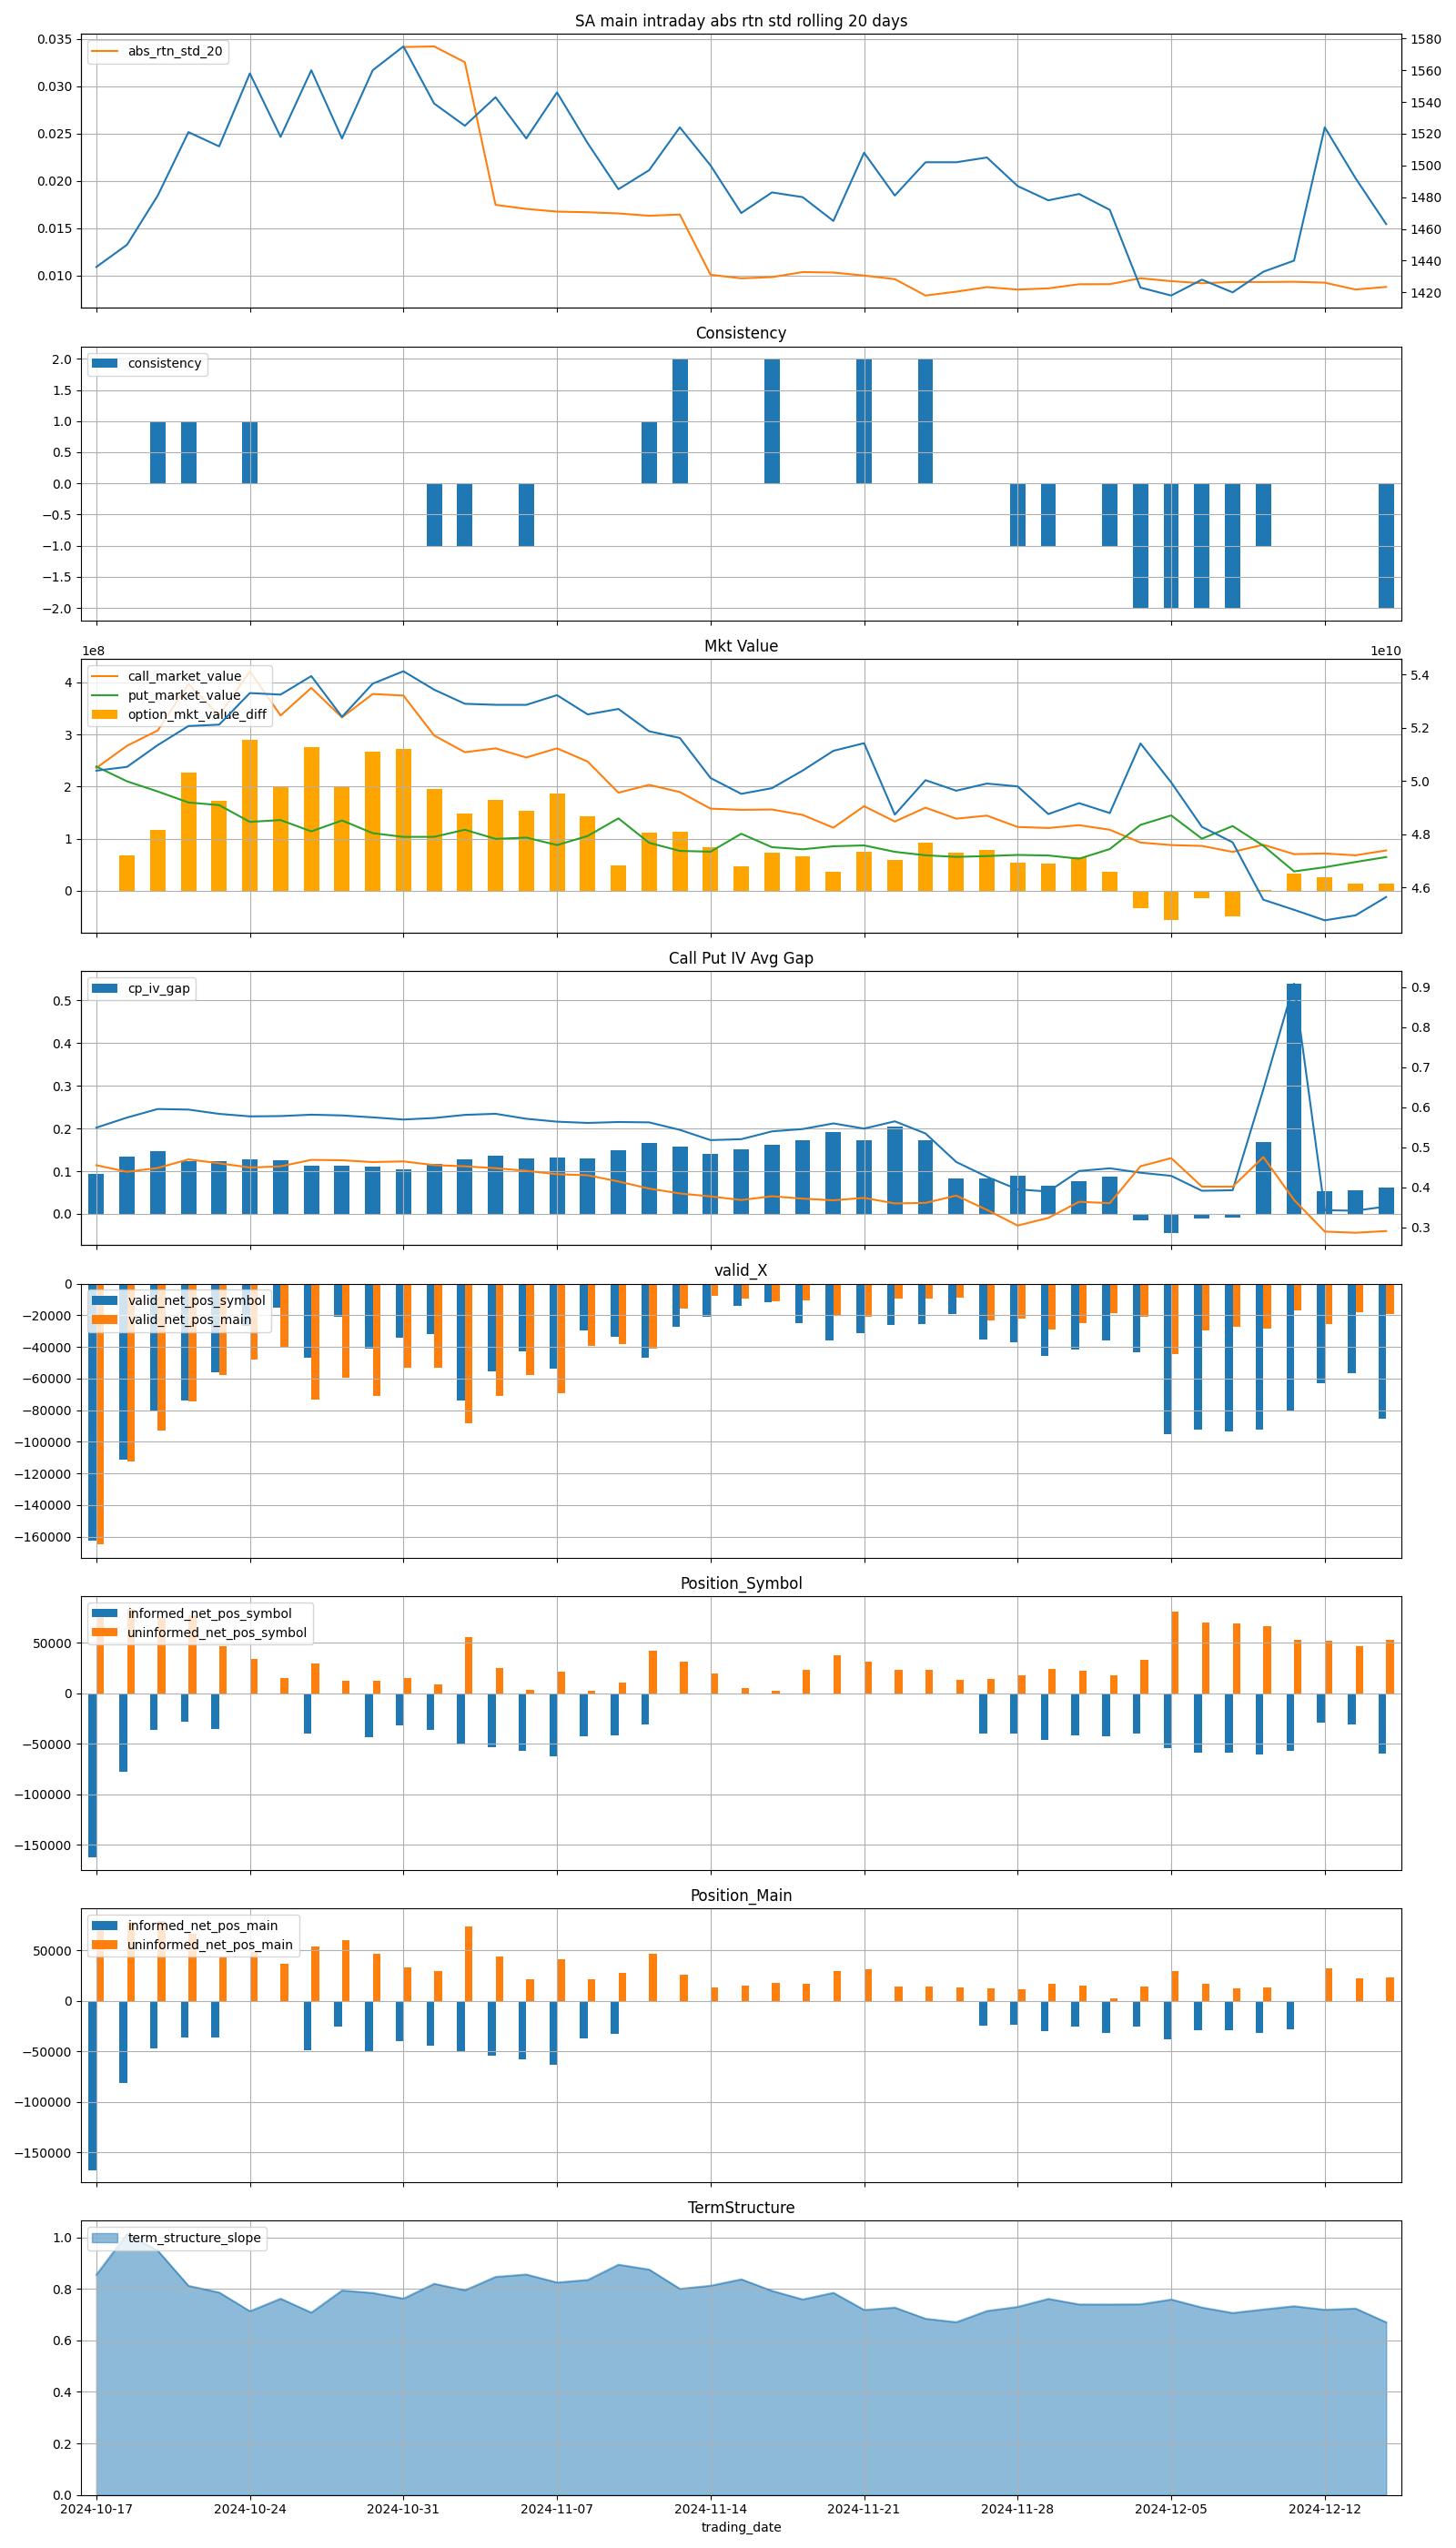 SA main intraday abs rtn std rolling 20 days
abs_rtn_std_20
0.035
0.030
0.025
0.020
0.015
0.010
1580
1560
1540
1520
1500
1480
1460
1440
1420
Consistency
consistency
2.0
1.5
1.0
0.5
0.0
−0.5
−1.0
−1.5
−2.0
Mkt Value
1e8
1e10
call_market_value
put_market_value
option_mkt_value_diff
4
3
2
1
0
5.4
5.2
5.0
4.8
4.6
Call Put IV Avg Gap
cp_iv_gap
0.5
0.4
0.3
0.2
0.1
0.0
0.9
0.8
0.7
0.6
0.5
0.4
0.3
valid_X
valid_net_pos_symbol
valid_net_pos_main
0
−20000
−40000
−60000
−80000
−100000
−120000
−140000
−160000
Position_Symbol
informed_net_pos_symbol
uninformed_net_pos_symbol
50000
0
−50000
−100000
−150000
Position_Main
informed_net_pos_main
uninformed_net_pos_main
50000
0
−50000
−100000
−150000
TermStructure
term_structure_slope
1.0
0.8
0.6
0.4
0.2
0.0
2024-10-17 2024-10-24 2024-10-31 2024-11-07 2024-11-14 2024-11-21 2024-11-28 2024-12-05 2024-12-12
trading_date